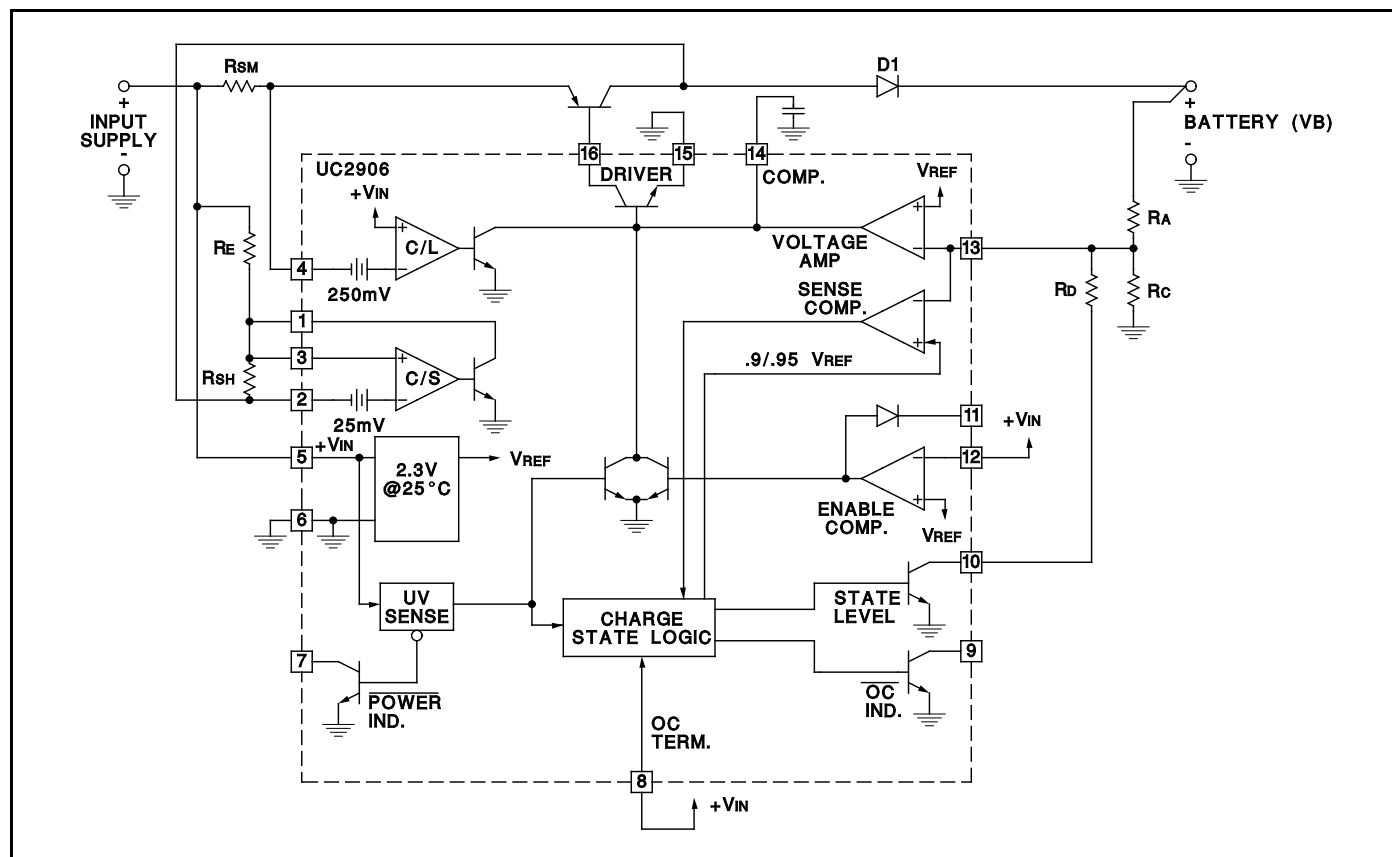 RSM
D1
+
INPUT
SUPPLY
-
+
BATTERY (VB)
-
16
15
14
UC2906
DRIVER
COMP.
+VIN
VREF
+
C/L
-
+
-
VOLTAGE
AMP
13
RA
RE
4
250mV
SENSE
COMP.
-
+
RD
RC
1
3
+
C/S
-
RSH
2
25mV
.9/.95 VREF
11
+VIN
5
+VIN
2.3V
@25°C
VREF
12
-
+
ENABLE
COMP.
VREF
6
10
UV
SENSE
CHARGE
STATE LOGIC
STATE
LEVEL
7
9
POWER
IND.
OC
IND.
OC
TERM.
8
+VIN